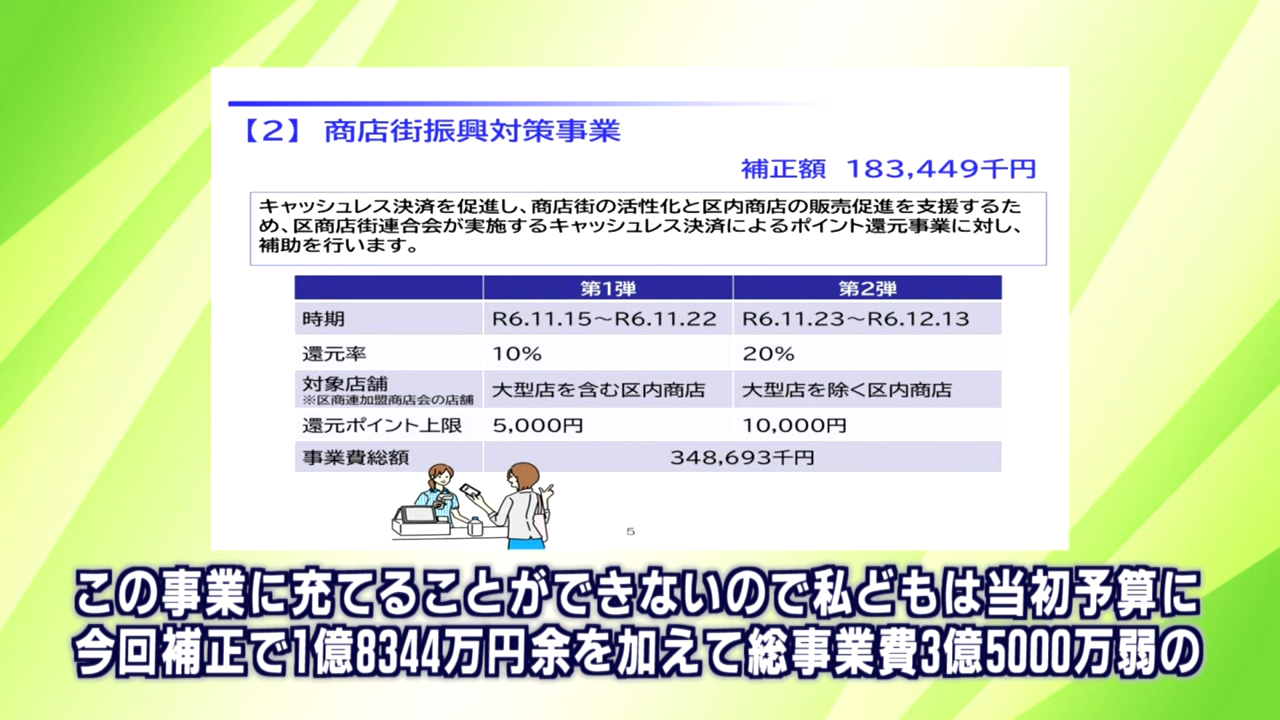 【2】 商店街振興対策事業
補正額 183,449千円
キャッシュレス決済を促進し、商店街の活性化と区内商店の販売促進を支援するた
め、区商店街連合会が実施するキャッシュレス決済によるポイント還元事業に対し、
補助を行います。
第1弾 第2弾
時期 R6.11.15～R6.11.22 R6.11.23～R6.12.13
還元率 10% 20%
対象店舗 大型店を含む区内商店 大型店を除く区内商店
※区商連加盟商店会の店舗
還元ポイント上限 5,000円 10,000円
事業費総額 348,693千円
5
この事業に充てることができないので私どもは当初予算に
今回補正で1億8344万円余を加えて総事業費3億5000万弱の